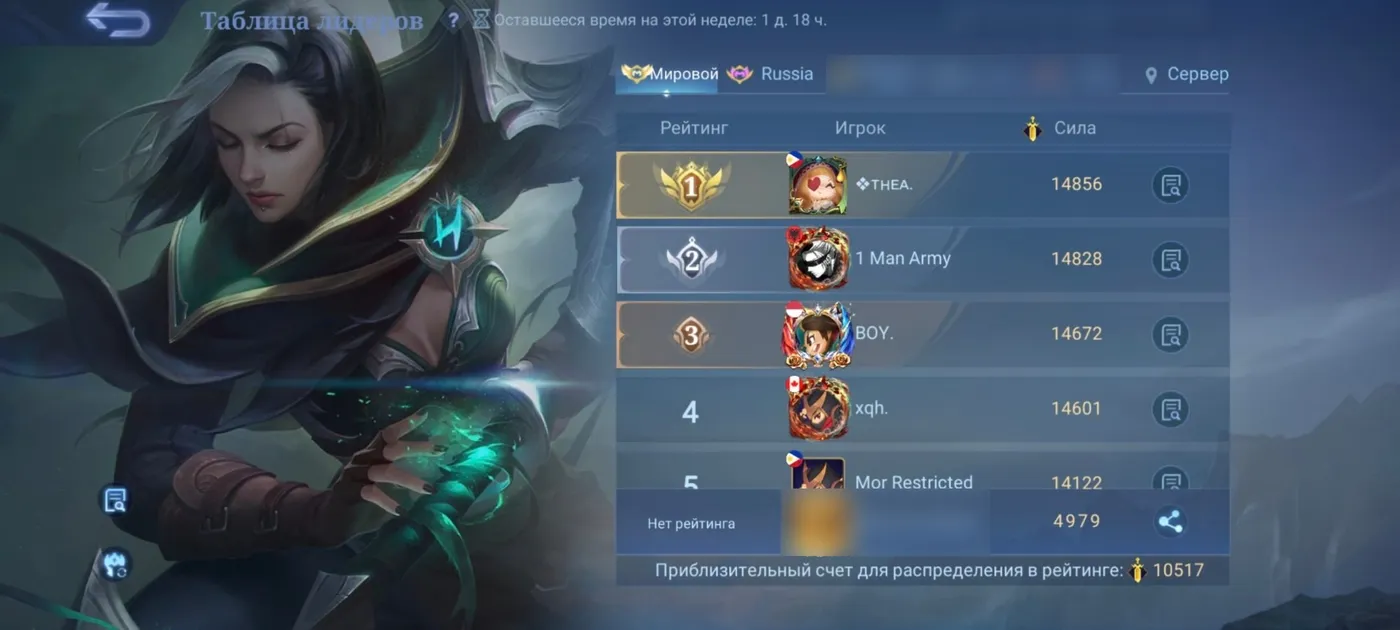 Таблица лидеров ? Оставшееся время на этой неделе: 1 д. 18 ч.
Мировой Russia Сервер
Рейтинг Игрок Сила
1 ❖THEA. 14856
2 1 Man Army 14828
3 BOY. 14672
4 xqh. 14601
5 Mor Restricted 14122
Нет рейтинга 4979
Приблизительный счет для распределения в рейтинге: 10517